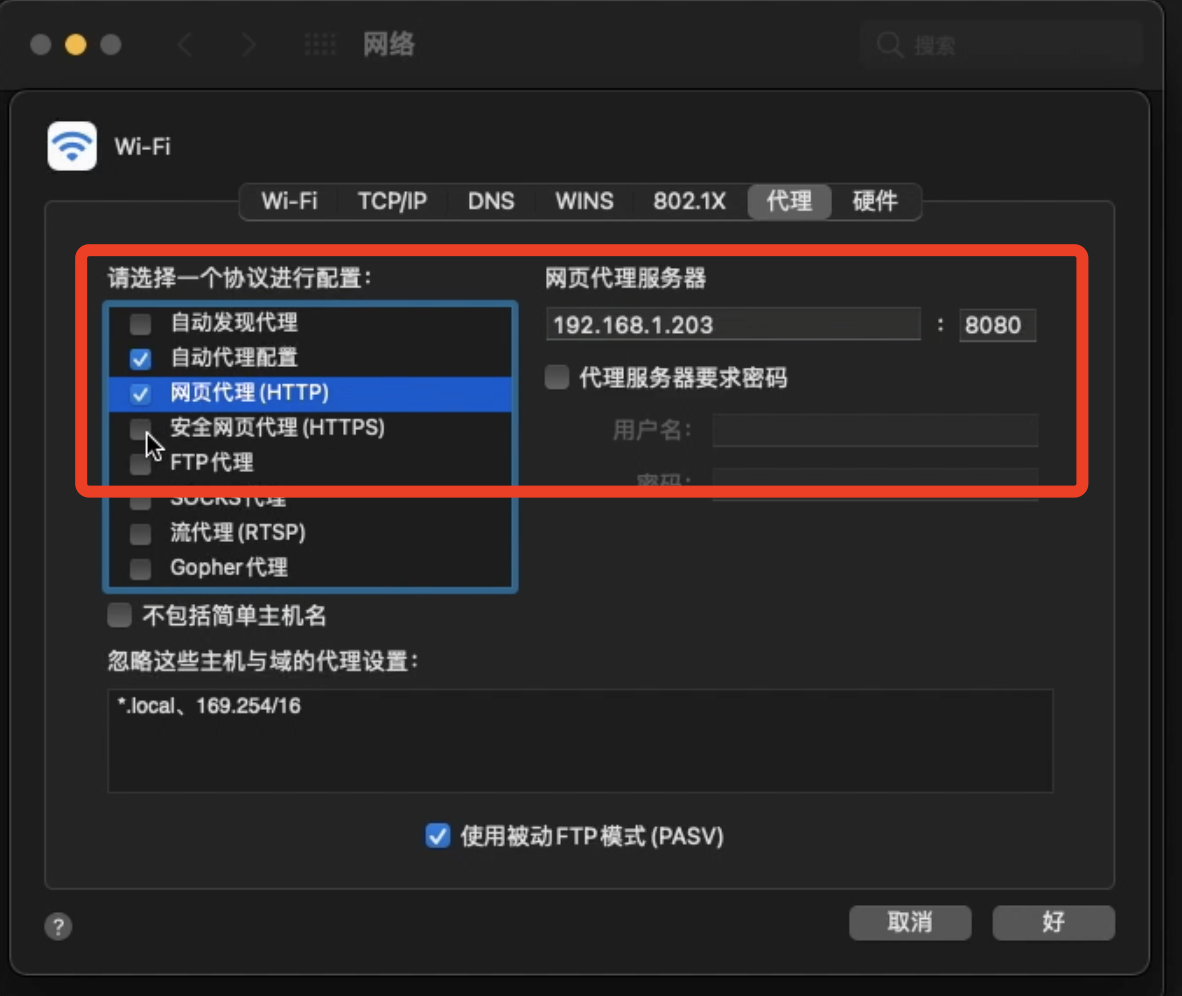 网络
搜索
Wi-Fi
Wi-Fi TCP/IP DNS WINS 802.1X 代理 硬件
请选择一个协议进行配置：
自动发现代理
自动代理配置
网页代理(HTTP)
安全网页代理(HTTPS)
FTP代理
SOCKS代理
流代理(RTSP)
Gopher代理
网页代理服务器
192.168.1.203 : 8080
代理服务器要求密码
用户名：
密码：
不包括简单主机名
忽略这些主机与域的代理设置：
*.local、169.254/16
使用被动FTP模式(PASV)
?
取消 好